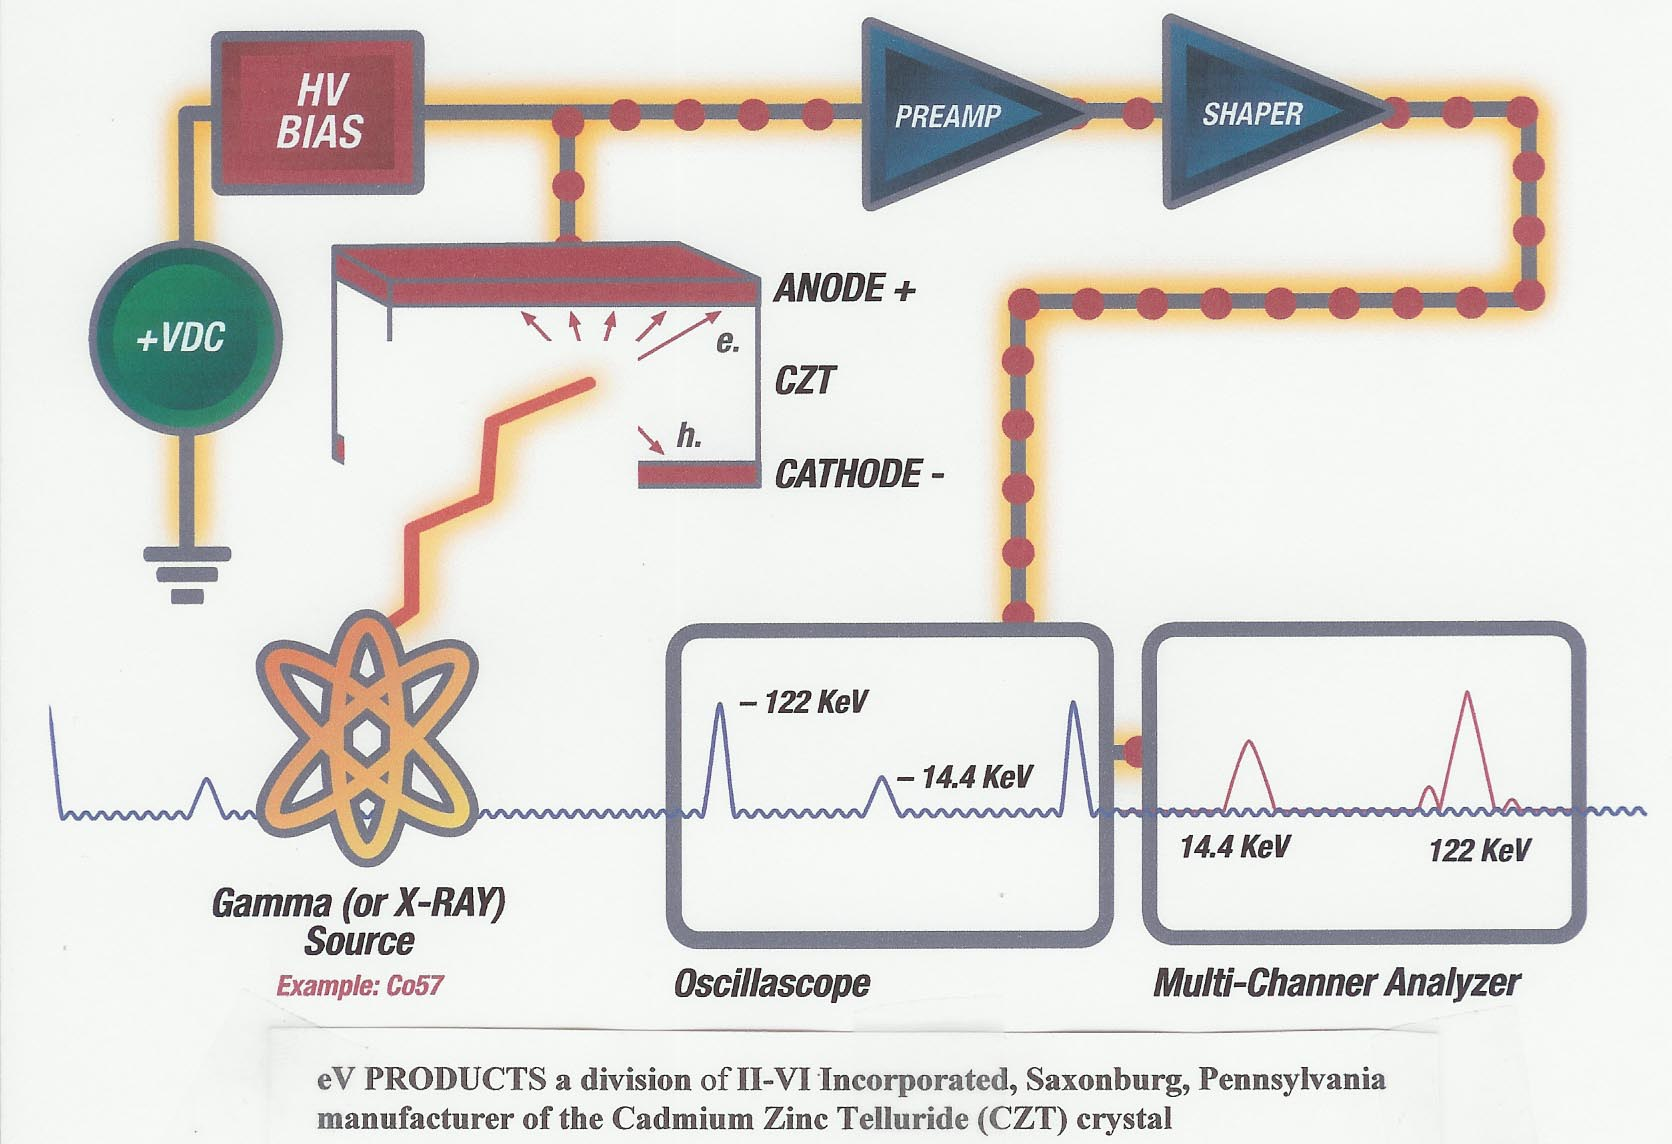 HV
BIAS
PREAMP
SHAPER
+VDC
ANODE +
e.
CZT
h.
CATHODE -
– 122 KeV
– 14.4 KeV
14.4 KeV
122 KeV
Gamma (or X-RAY)
Source
Example: Co57
Oscillascope
Multi-Channer Analyzer
eV PRODUCTS a division of II-VI Incorporated, Saxonburg, Pennsylvania
manufacturer of the Cadmium Zinc Telluride (CZT) crystal